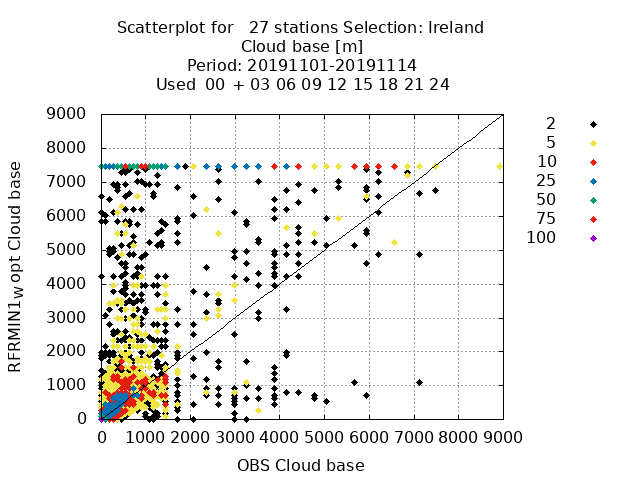 Scatterplot for 27 stations Selection: Ireland
Cloud base [m]
Period: 20191101-20191114
Used 00 + 03 06 09 12 15 18 21 24
9000
8000
7000
6000
5000
4000
3000
2000
1000
0
RFRMIN1w opt Cloud base
0 1000 2000 3000 4000 5000 6000 7000 8000 9000
OBS Cloud base
2
5
10
25
50
75
100